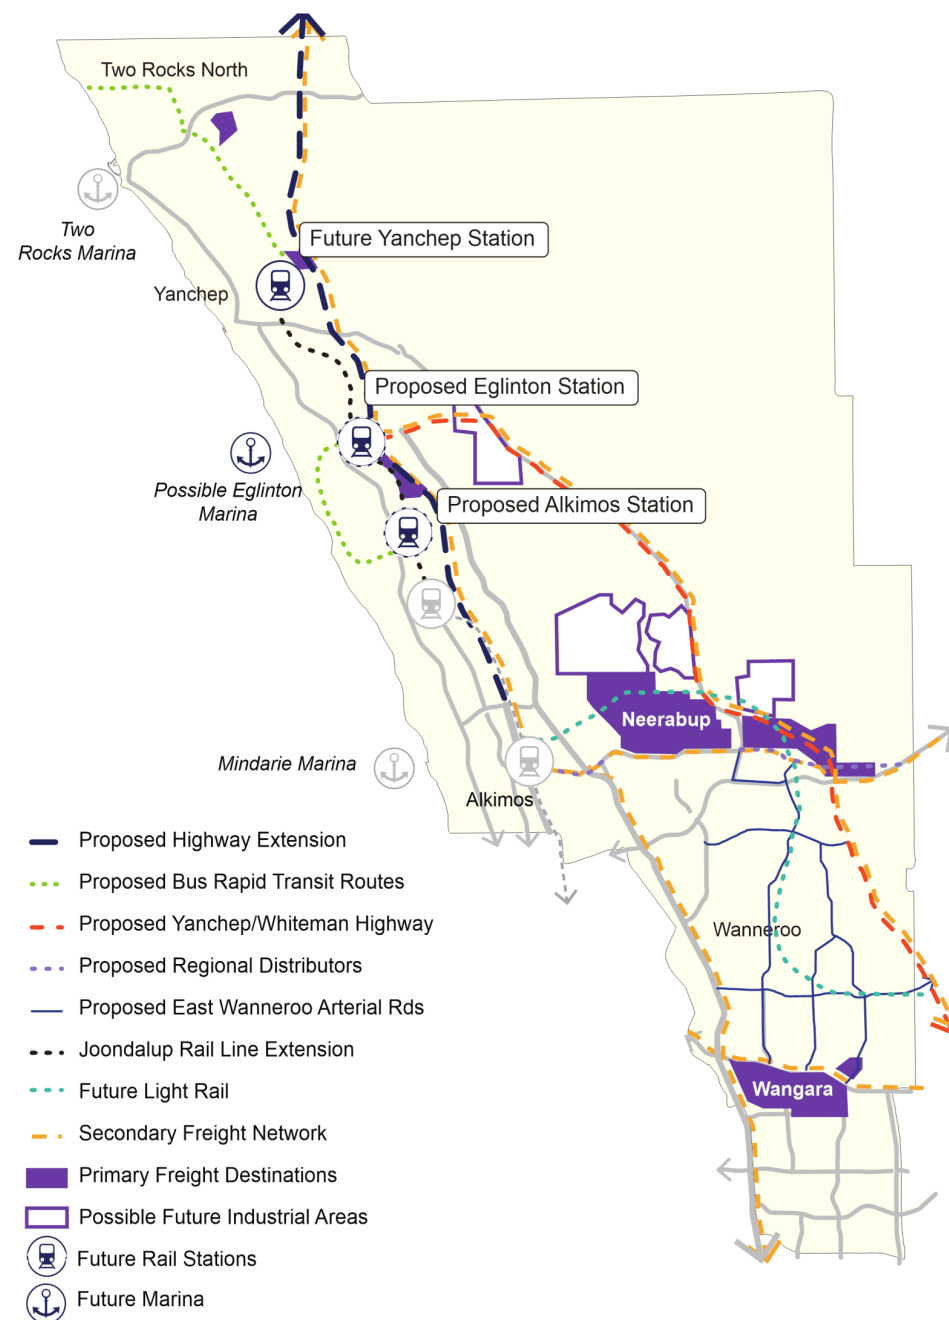 Two Rocks North
Two
Rocks Marina
Future Yanchep Station
Yanchep
Proposed Eglinton Station
Possible Eglinton
Marina
Proposed Alkimos Station
Neerabup
Mindarie Marina
Alkimos
Wanneroo
Wangara
Proposed Highway Extension
Proposed Bus Rapid Transit Routes
Proposed Yanchep/Whiteman Highway
Proposed Regional Distributors
Proposed East Wanneroo Arterial Rds
Joondalup Rail Line Extension
Future Light Rail
Secondary Freight Network
Primary Freight Destinations
Possible Future Industrial Areas
Future Rail Stations
Future Marina